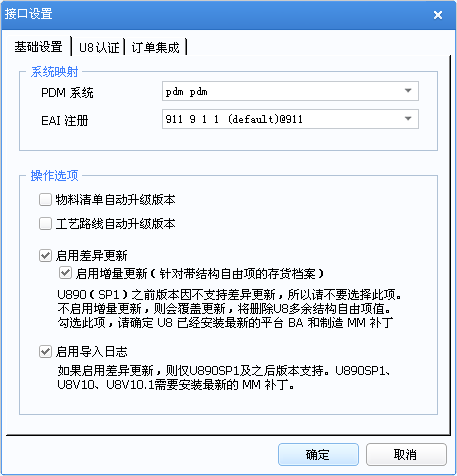 接口设置
基础设置 U8认证 订单集成
系统映射
PDM 系统 pdm pdm
EAI 注册 911 9 1 1 (default)@911
操作选项
物料清单自动升级版本
工艺路线自动升级版本
启用差异更新
启用增量更新(针对带结构自由项的存货档案)
U890(SP1)之前版本因不支持差异更新,所以请不要选择此项。
不启用增量更新,则会覆盖更新,将删除U8多余结构自由项值。
勾选此项,请确定 U8 已经安装最新的平台 BA 和制造 MM 补丁
启用导入日志
如果启用差异更新,则仅U890SP1及之后版本支持。U890SP1、
U8V10、U8V10.1需要安装最新的 MM 补丁。
确定 取消